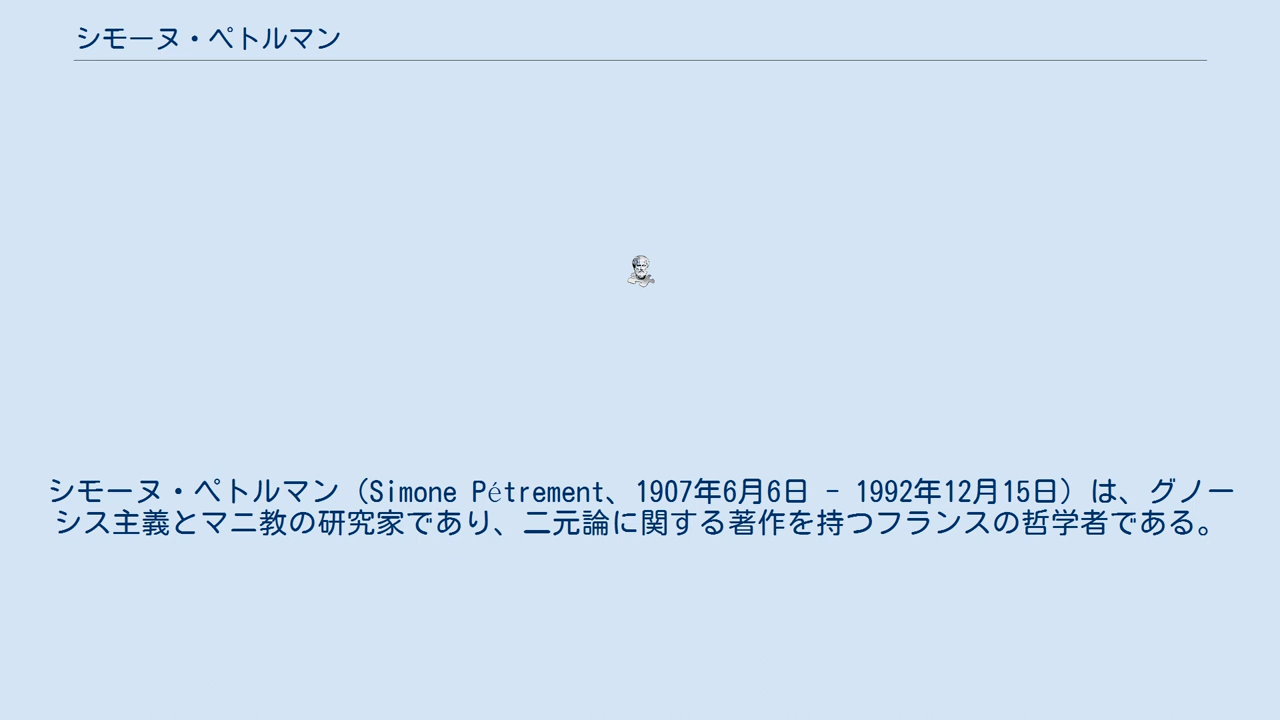 シモーヌ・ペトルマン
シモーヌ・ペトルマン（Simone Pétrement、1907年6月6日 - 1992年12月15日）は、グノー
シス主義とマニ教の研究家であり、二元論に関する著作を持つフランスの哲学者である。